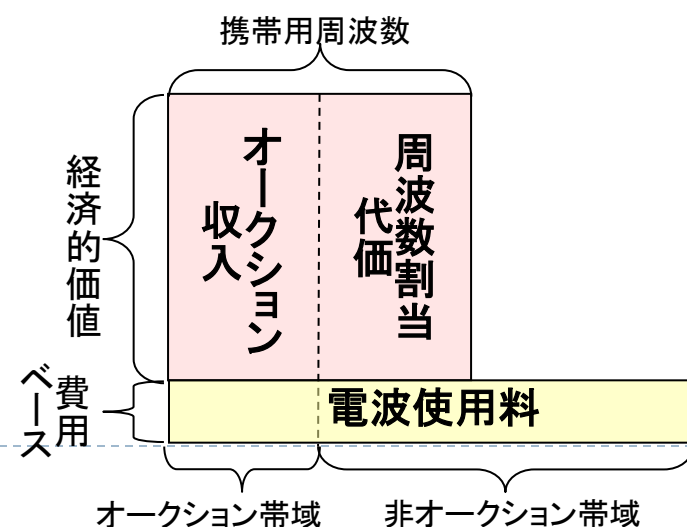 携帯用周波数
経済的価値
オークション
収入
周波数割当
代価
費用
ベース
電波使用料
オークション帯域
非オークション帯域